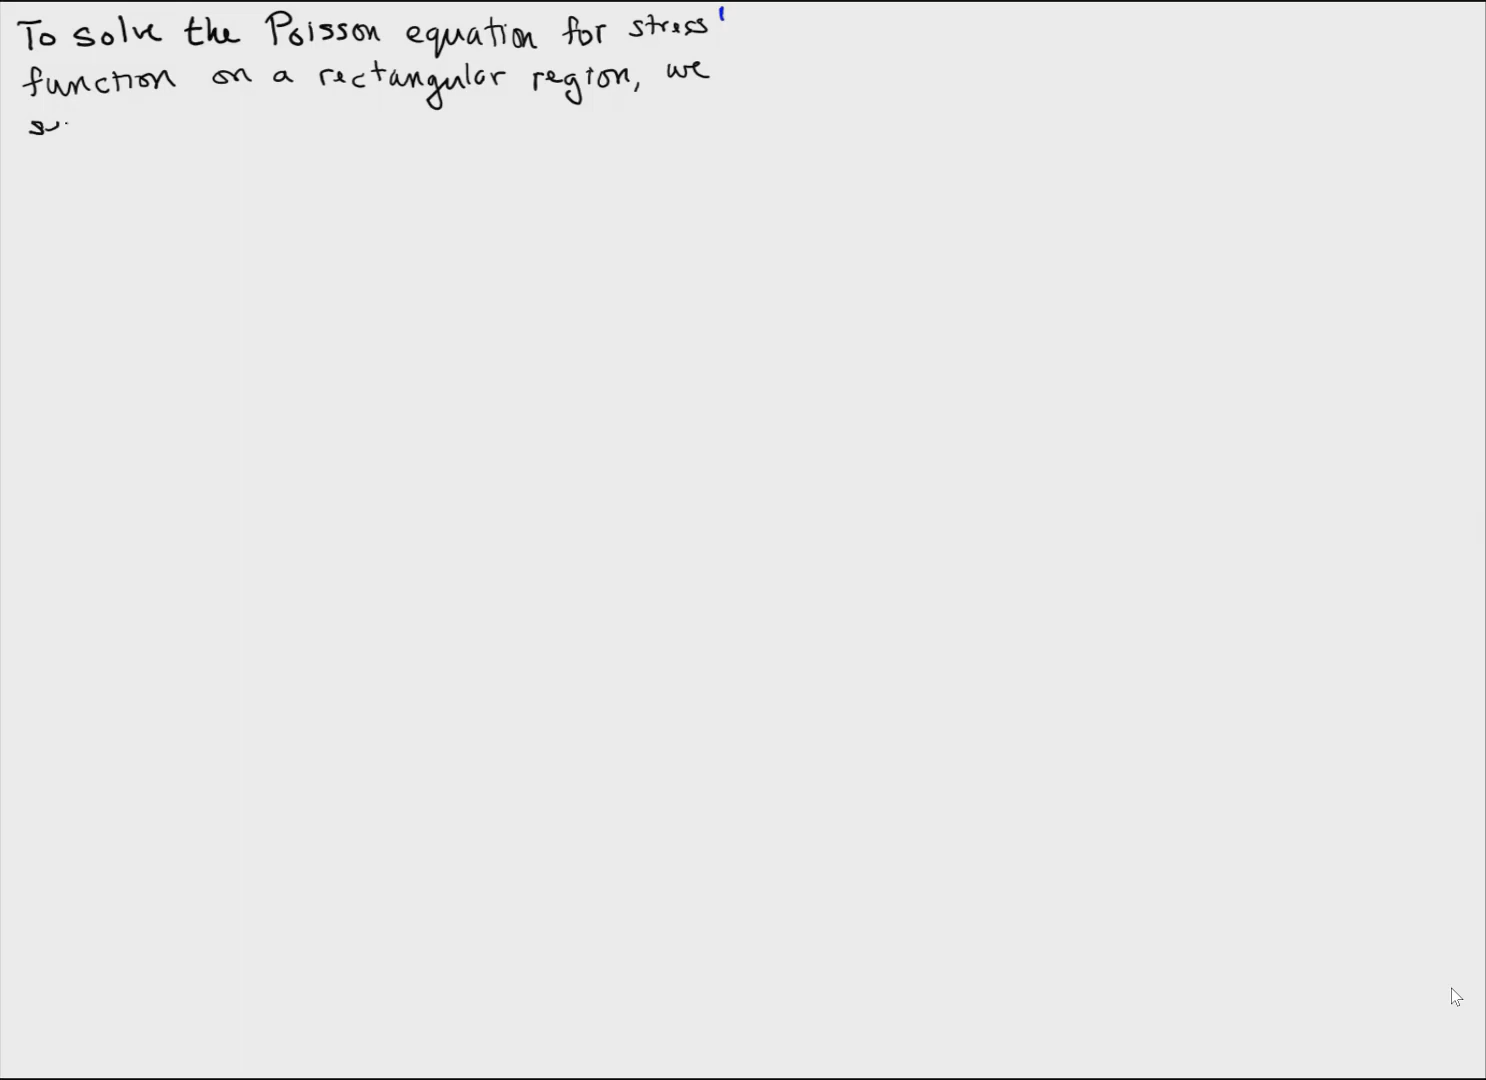 To solve the Poisson equation for stress
function on a rectangular region, we